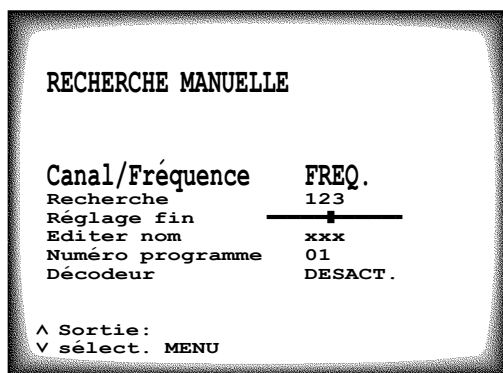 RECHERCHE MANUELLE
Canal/Fréquence FREQ.
Recherche 123
Réglage fin
Editer nom xxx
Numéro programme 01
Décodeur DESACT.
^ Sortie:
v sélect. MENU